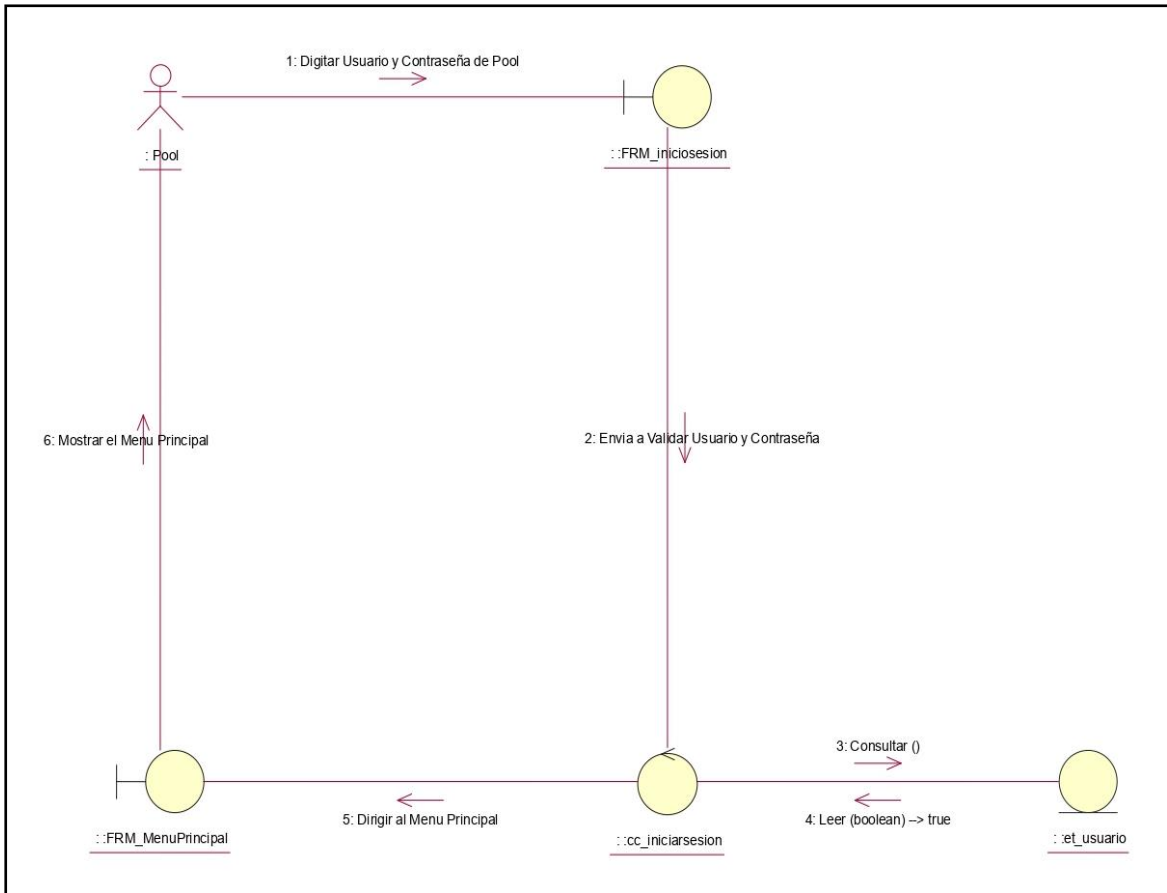 1: Digitar Usuario y Contraseña de Pool
: Pool
: :FRM_iniciosesion
6: Mostrar el Menu Principal
2: Envia a Validar Usuario y Contraseña
3: Consultar ()
5: Dirigir al Menu Principal
4: Leer (boolean) --> true
: :FRM_MenuPrincipal
: :cc_iniciarsesion
: :et_usuario